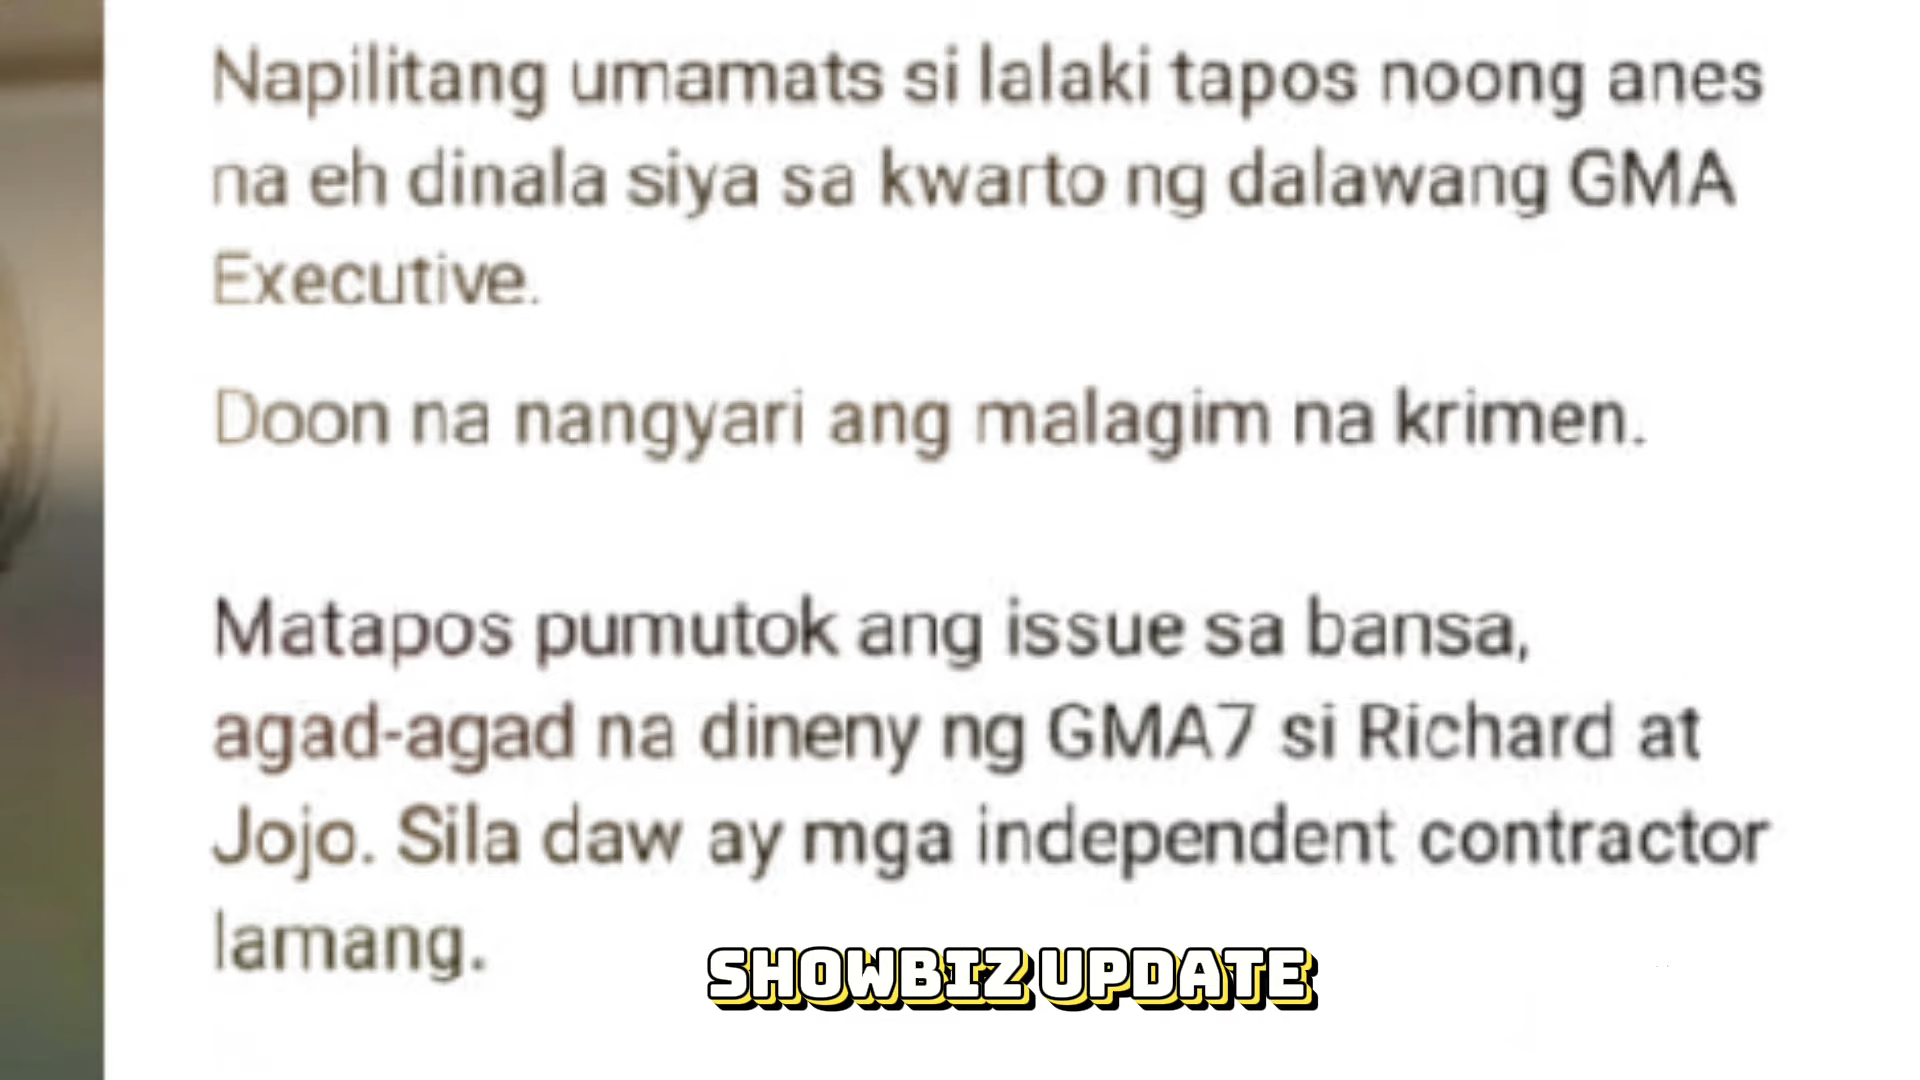 Napilitang umamats si lalaki tapos noong anes
na eh dinala siya sa kwarto ng dalawang GMA
Executive.
Doon na nangyari ang malagim na krimen.
Matapos pumutok ang issue sa bansa,
agad-agad na dineny ng GMA7 si Richard at
Jojo. Sila daw ay mga independent contractor
lamang.
SHOWBIZ UPDATE